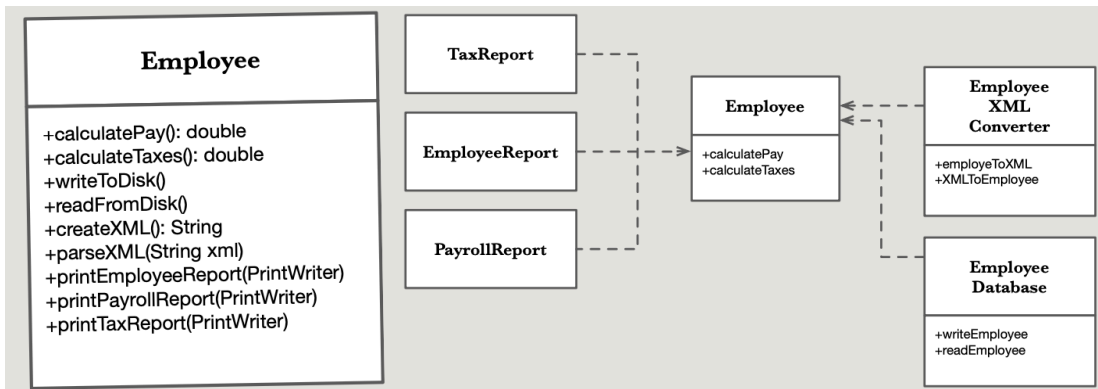 Employee
+calculatePay(): double
+calculateTaxes(): double
+writeToDisk()
+readFromDisk()
+createXML(): String
+parseXML(String xml)
+printEmployeeReport(PrintWriter)
+printPayrollReport(PrintWriter)
+printTaxReport(PrintWriter)
TaxReport
EmployeeReport
PayrollReport
Employee
+calculatePay
+calculateTaxes
Employee
XML
Converter
+employeToXML
+XMLToEmployee
Employee
Database
+writeEmployee
+readEmployee